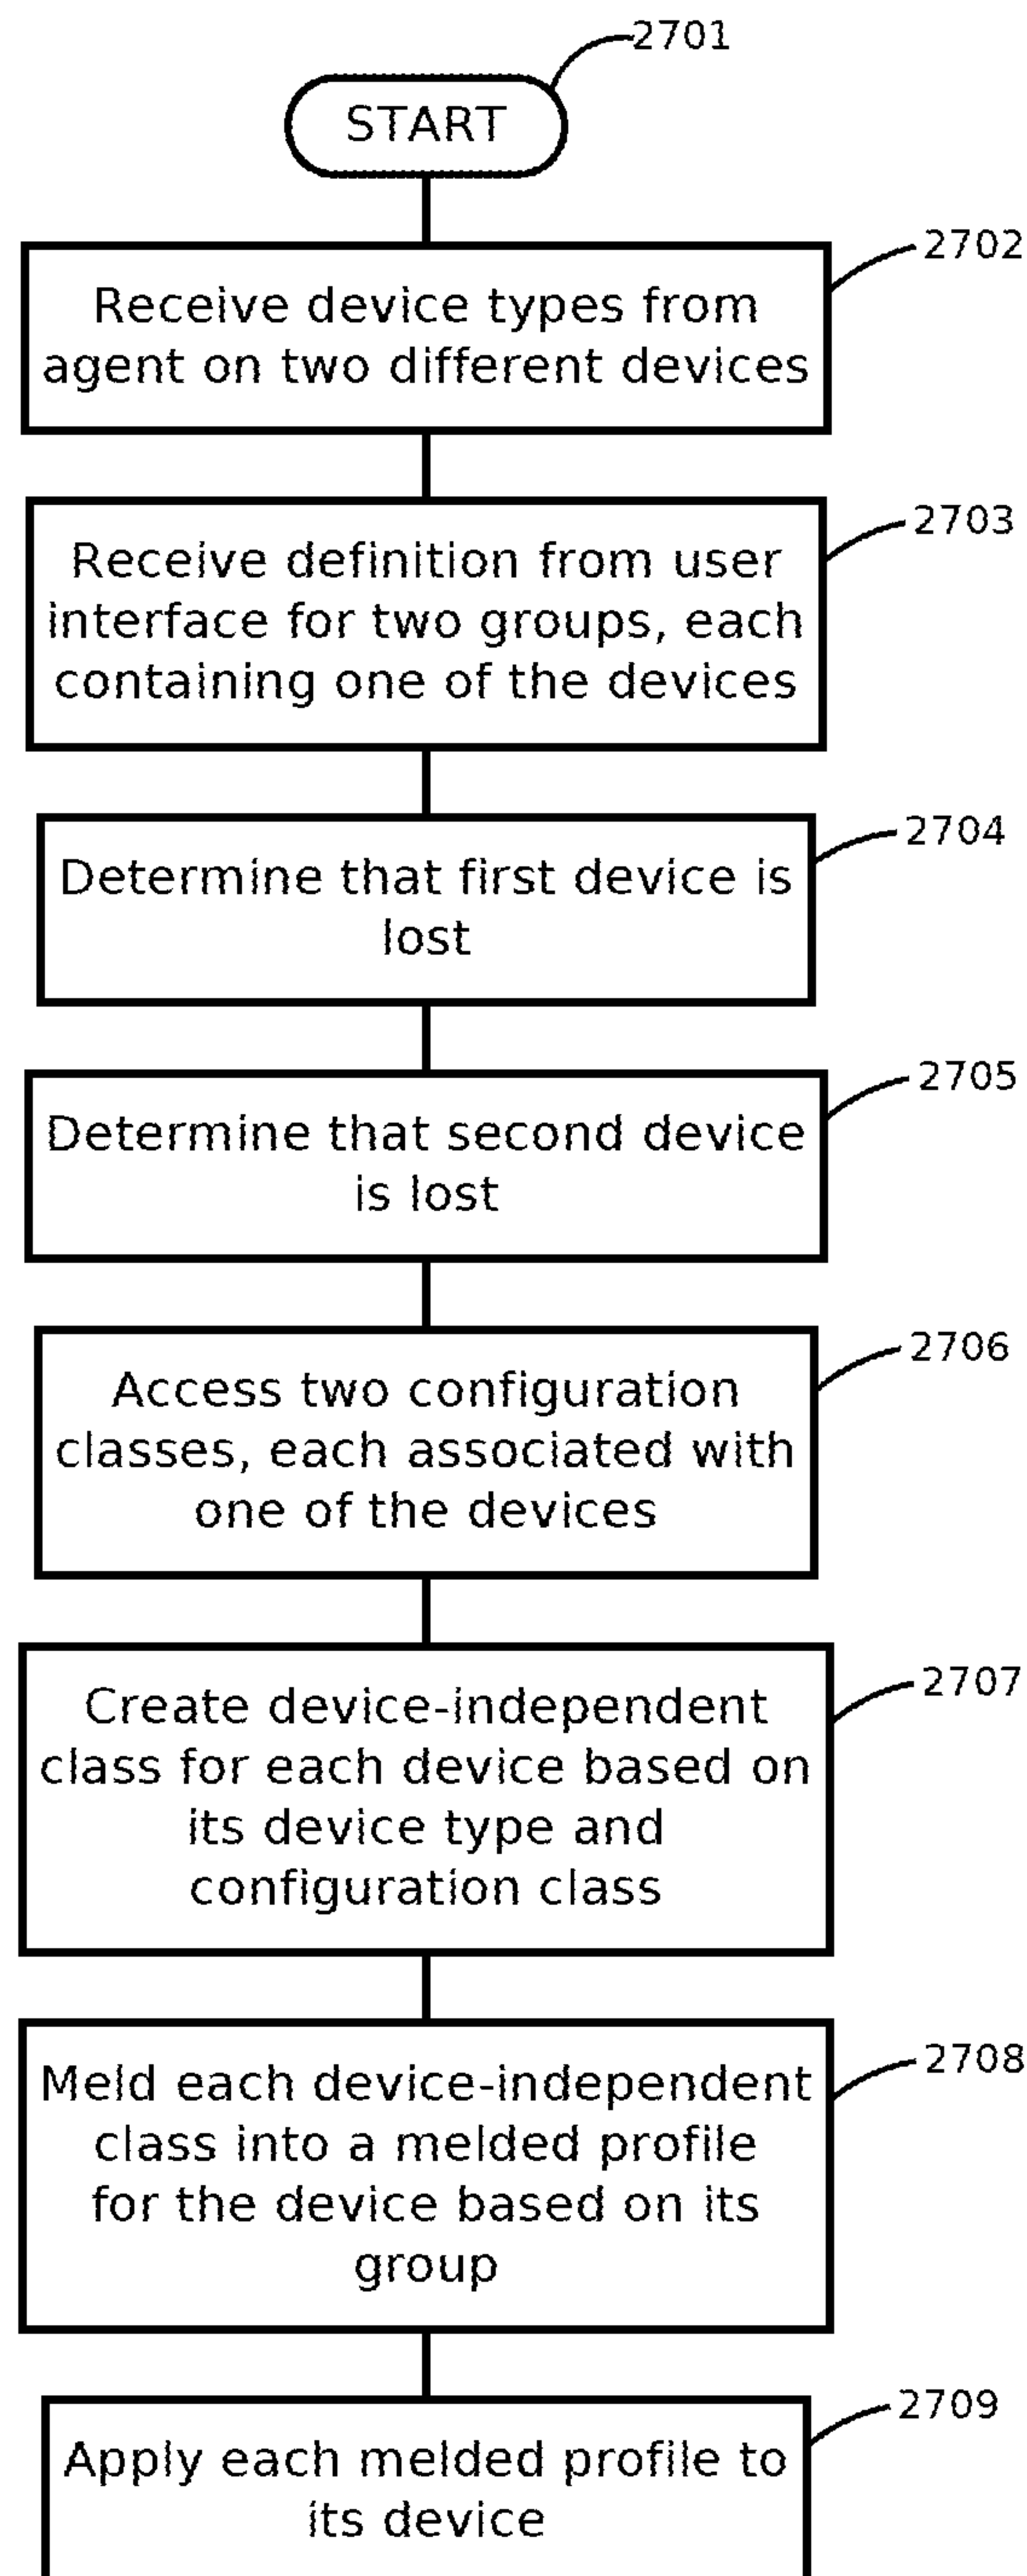 2701
START
2702
Receive device types from
agent on two different devices
2703
Receive definition from user
interface for two groups, each
containing one of the devices
2704
Determine that first device is
lost
2705
Determine that second device
is lost
2706
Access two configuration
classes, each associated with
one of the devices
2707
Create device-independent
class for each device based on
its device type and
configuration class
2708
Meld each device-independent
class into a melded profile
for the device based on its
group
2709
Apply each melded profile to
its device